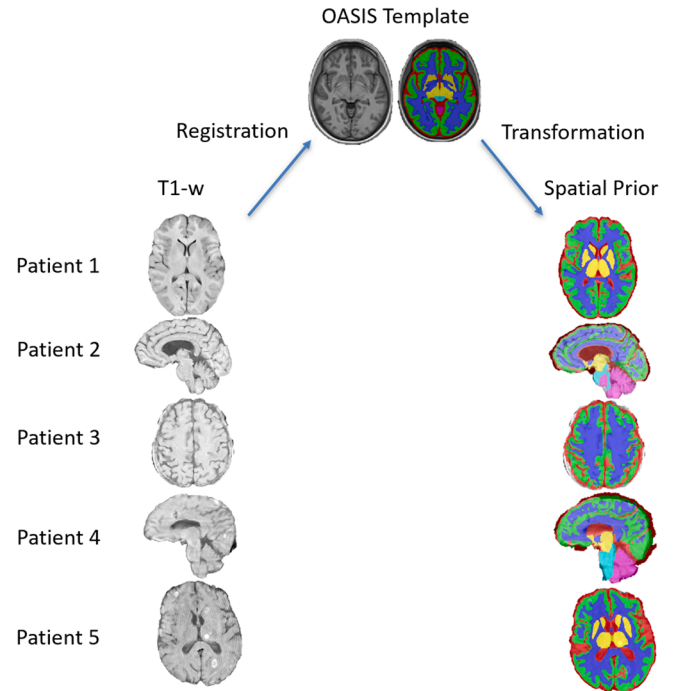 OASIS Template
Registration
Transformation
T1-w
Spatial Prior
Patient 1
Patient 2
Patient 3
Patient 4
Patient 5